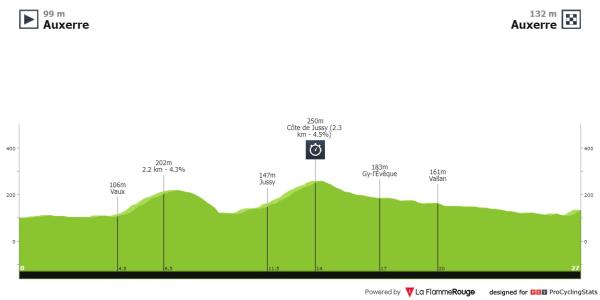 99 m
Auxerre
132 m
Auxerre
250m
Côte de Jussy (2.3
km - 4.5%)
202m
2.2 km - 4.3%
183m
Gy-l'Evêque
147m
Jussy
161m
Vallan
106m
Vaux
400
400
200
200
0
0
0
4.5
6.5
11.5
14
17
20
27
Powered by La FlammeRouge designed for PCS ProCyclingStats